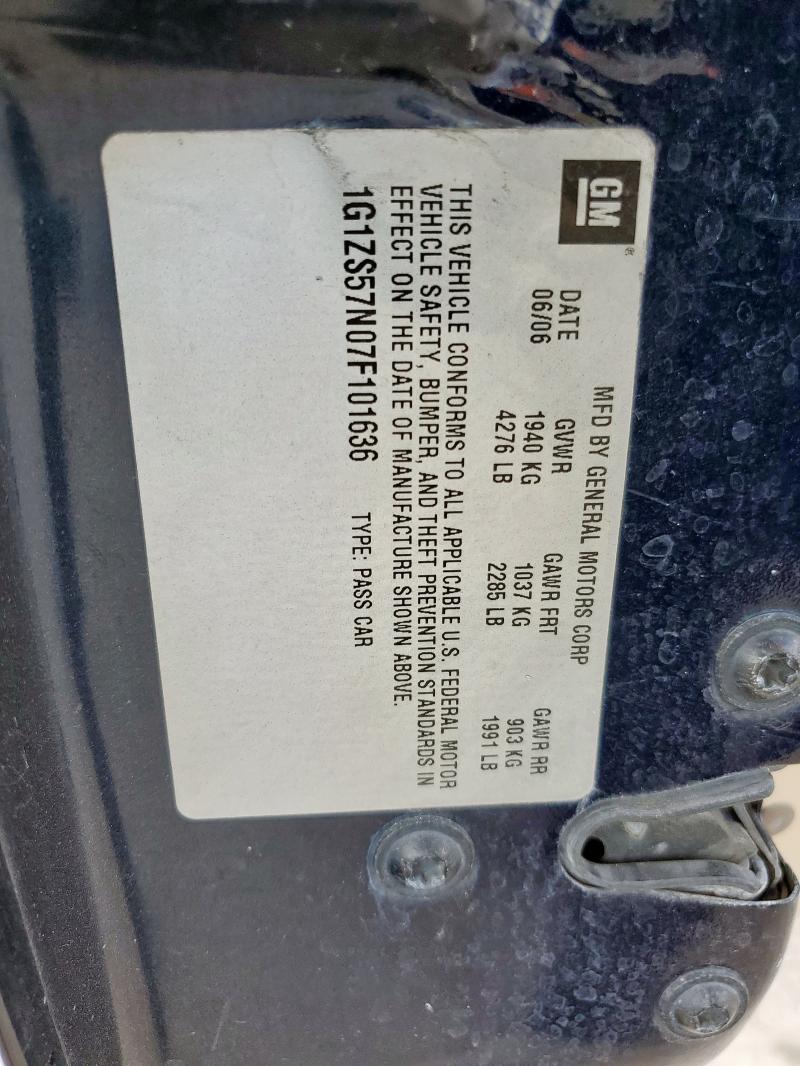 GM
®
MFD BY GENERAL MOTORS CORP
DATE GVWR GAWR FRT GAWR RR
06/06 1940 KG 1037 KG 903 KG
4276 LB 2285 LB 1991 LB
THIS VEHICLE CONFORMS TO ALL APPLICABLE U.S. FEDERAL MOTOR
VEHICLE SAFETY, BUMPER, AND THEFT PREVENTION STANDARDS IN
EFFECT ON THE DATE OF MANUFACTURE SHOWN ABOVE.
1G1ZS57N07F101636 TYPE: PASS CAR